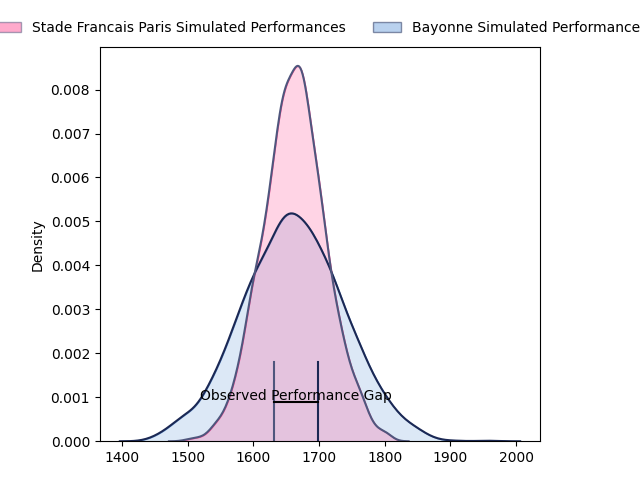 Stade Francais Paris Simulated Performances
Bayonne Simulated Performance
0.008
0.007
0.006
0.005
0.004
0.003
0.002
0.001
0.000
Density
Observed Performance Gap
1400 1500 1600 1700 1800 1900 2000